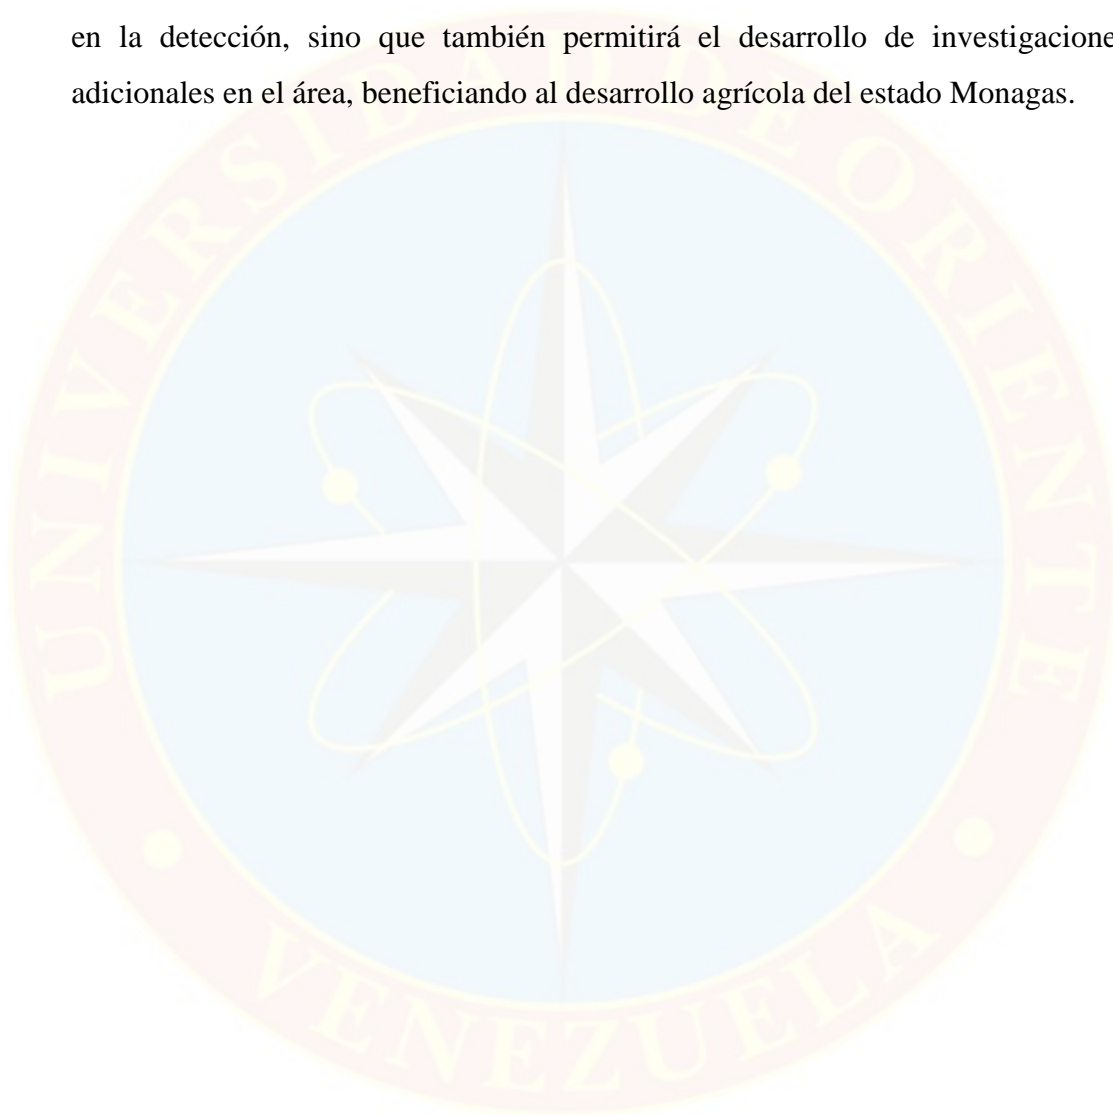 en la detección, sino que también permitirá el desarrollo de investigacione
adicionales en el área, beneficiando al desarrollo agrícola del estado Monagas.
UNIVERSIDAD DE ORIENTE
VENEZUELA